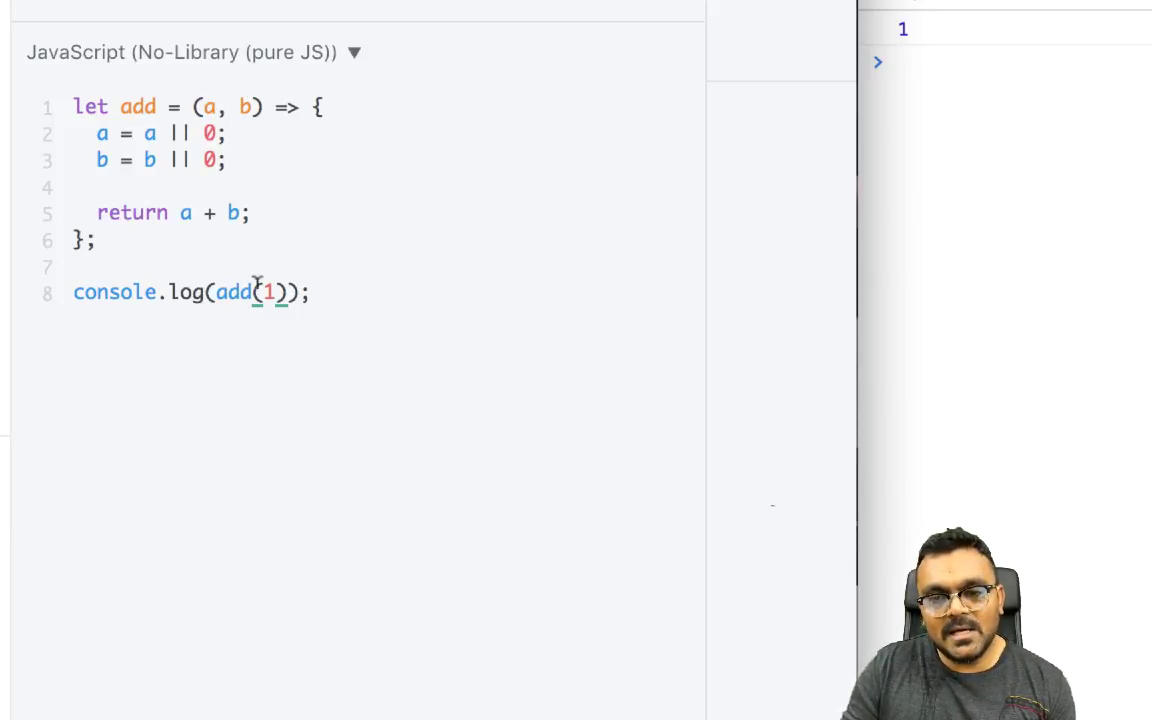 JavaScript (No-Library (pure JS)) ▼
1 let add = (a, b) => {
2   a = a || 0;
3   b = b || 0;
4
5   return a + b;
6 };
7
8 console.log(add(1));
1
>